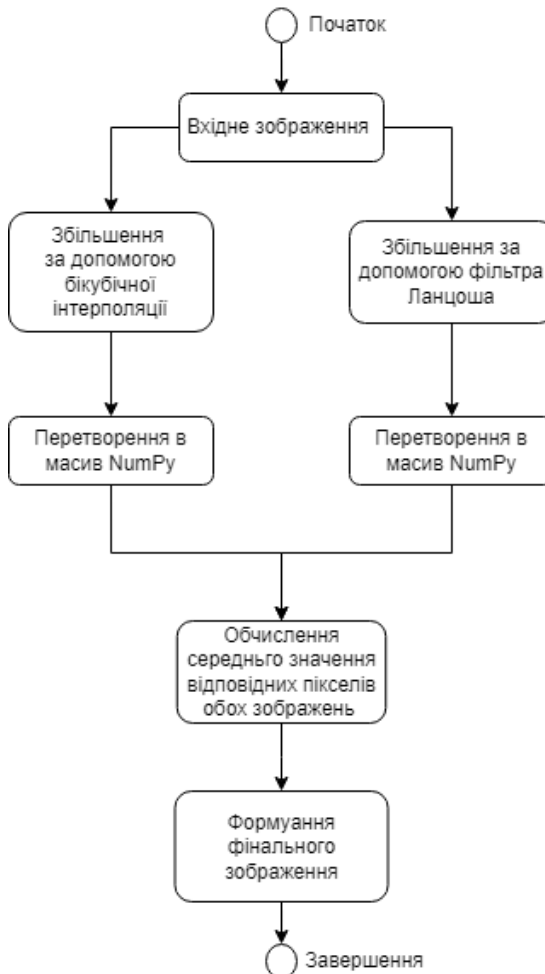 Початок
Вхідне зображення
Збільшення
за допомогою
бікубічної
інтерполяції
Збільшення за
допомогою фільтра
Ланцоша
Перетворення в
масив NumPy
Перетворення в
масив NumPy
Обчислення
середнього значення
відповідних пікселів
обох зображень
Формуання
фінального
зображення
Завершення